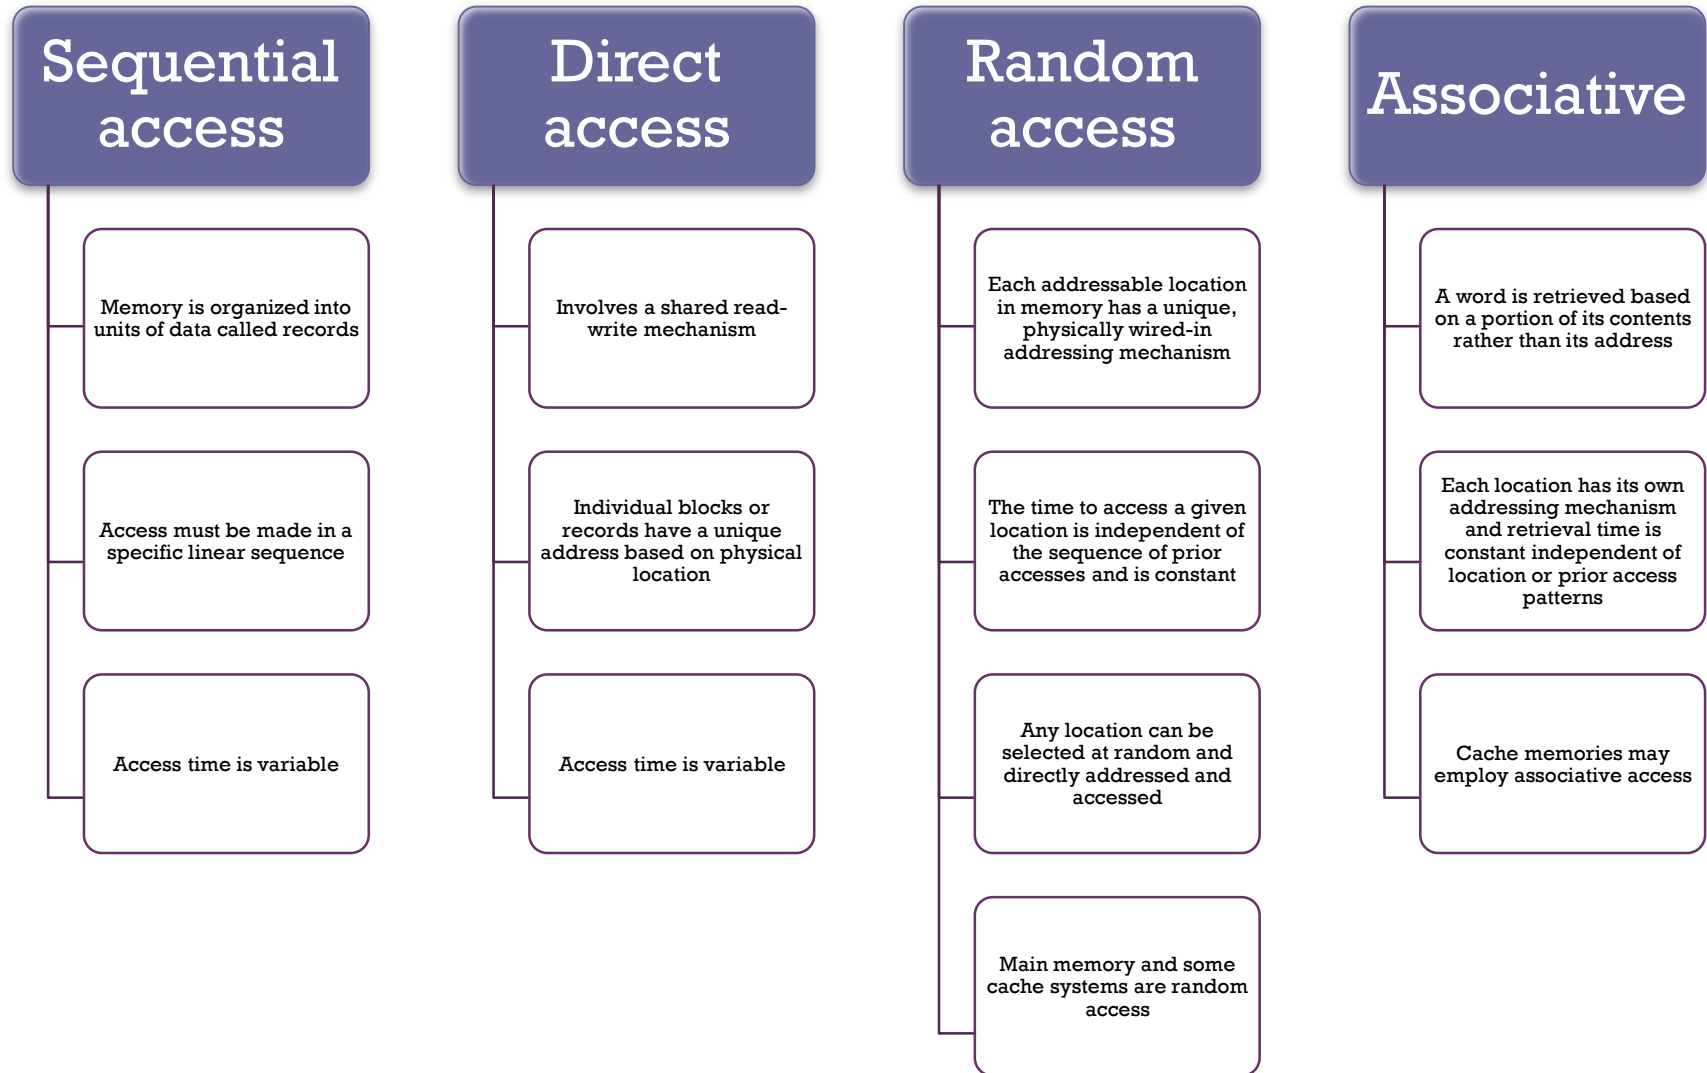 Sequential
access
Memory is organized into
units of data called records
Access must be made in a
specific linear sequence
Access time is variable
Direct
access
Involves a shared read-
write mechanism
Individual blocks or
records have a unique
address based on physical
location
Access time is variable
Random
access
Each addressable location
in memory has a unique,
physically wired-in
addressing mechanism
The time to access a given
location is independent of
the sequence of prior
accesses and is constant
Any location can be
selected at random and
directly addressed and
accessed
Main memory and some
cache systems are random
access
Associative
A word is retrieved based
on a portion of its contents
rather than its address
Each location has its own
addressing mechanism
and retrieval time is
constant independent of
location or prior access
patterns
Cache memories may
employ associative access